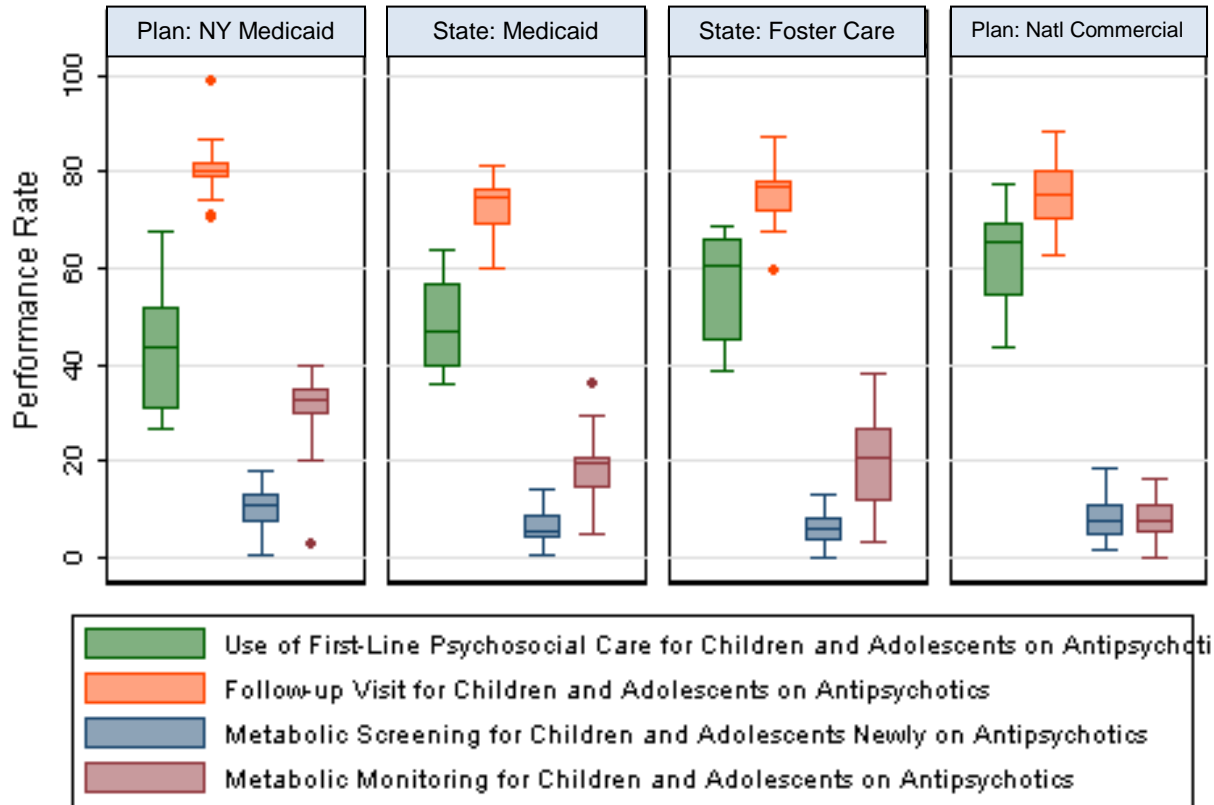 Plan: NY Medicaid
State: Medicaid
State: Foster Care
Plan: Natl Commercial
Performance Rate
100
80
60
40
20
0
Use of First-Line Psychosocial Care for Children and Adolescents on Antipsychoti
Follow-up Visit for Children and Adolescents on Antipsychotics
Metabolic Screening for Children and Adolescents Newly on Antipsychotics
Metabolic Monitoring for Children and Adolescents on Antipsychotics